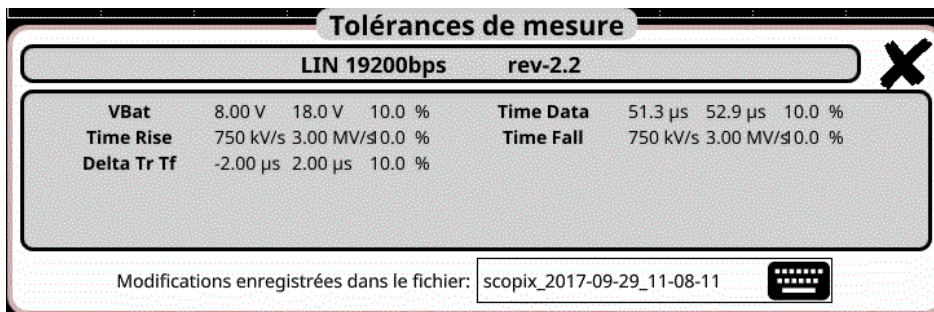 Tolérances de mesure
LIN 19200bps rev-2.2
VBat 8.00 V 18.0 V 10.0 % Time Data 51.3 µs 52.9 µs 10.0 %
Time Rise 750 kV/s 3.00 MV/s 10.0 % Time Fall 750 kV/s 3.00 MV/s 10.0 %
Delta Tr Tf -2.00 µs 2.00 µs 10.0 %
Modifications enregistrées dans le fichier: scopix_2017-09-29_11-08-11